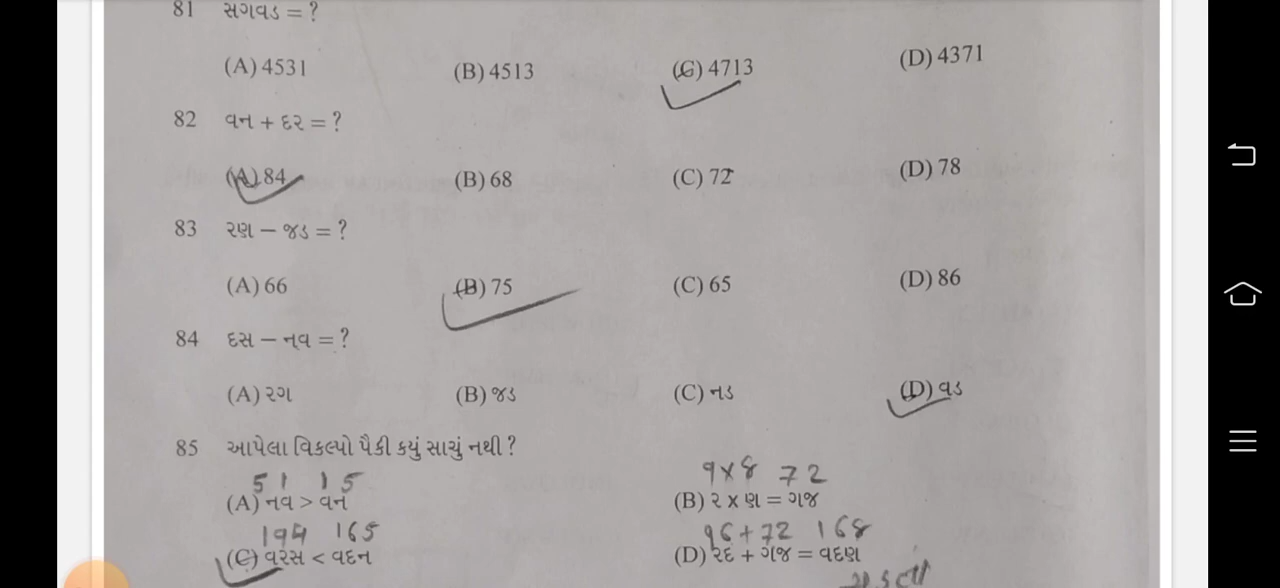 81 સગવડ = ?
(A) 4531 (B) 4513 (C) 4713 (D) 4371
82 વન + દર = ?
(A) 84 (B) 68 (C) 72 (D) 78
83 રણ – જડ = ?
(A) 66 (B) 75 (C) 65 (D) 86
84 દસ – નવ = ?
(A) રગ (B) જડ (C) નડ (D) વડ
85 આપેલા વિકલ્પો પૈકી કયું સાચું નથી ?
51 15 9×8 72
(A) નવ > વન (B) ર x ણ = ગજ
194 165 96+72 168
(C) વરસ < વદન (D) રદ + ગજ = વદણ